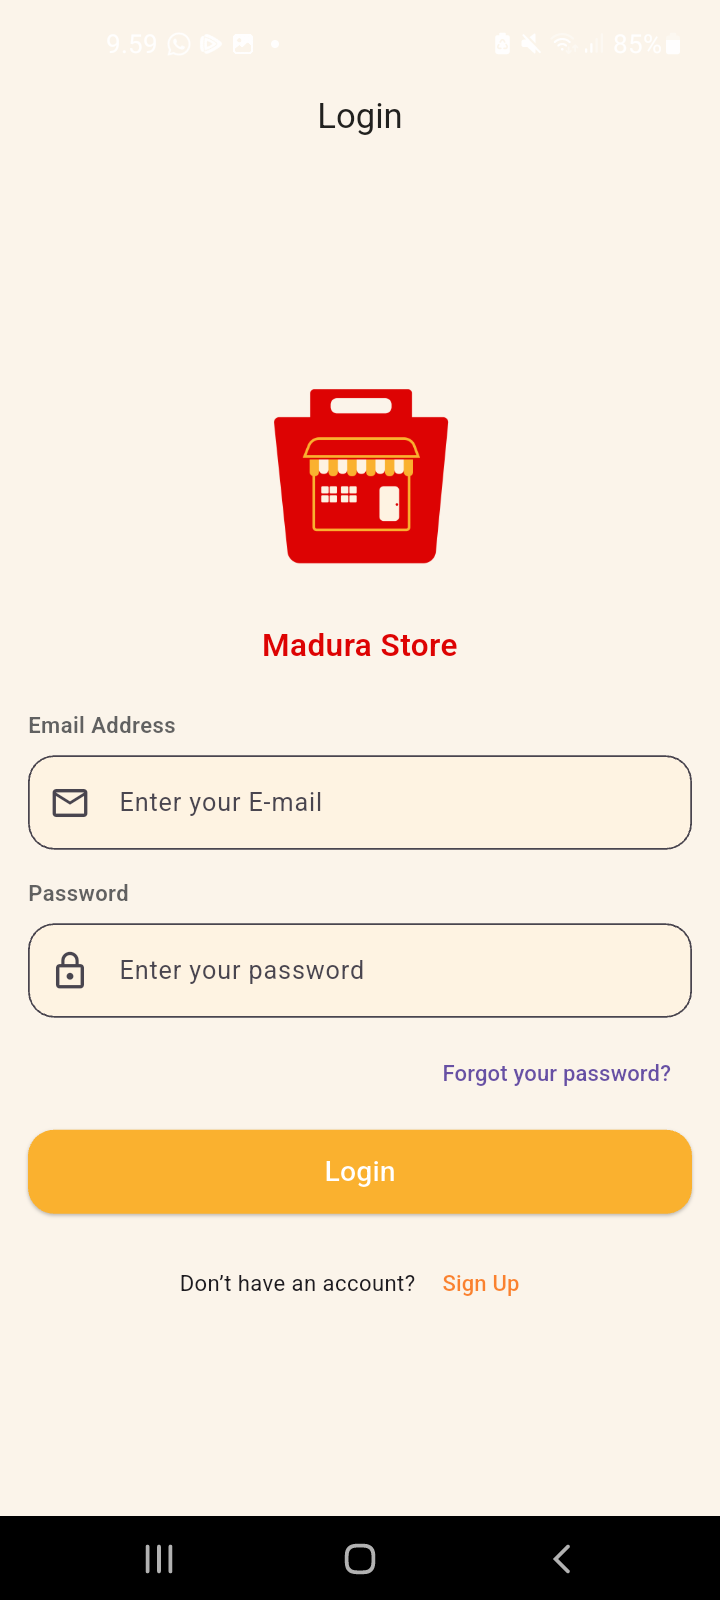 9.59 85%
Login
Madura Store
Email Address
Enter your E-mail
Password
Enter your password
Forgot your password?
Login
Don’t have an account? Sign Up